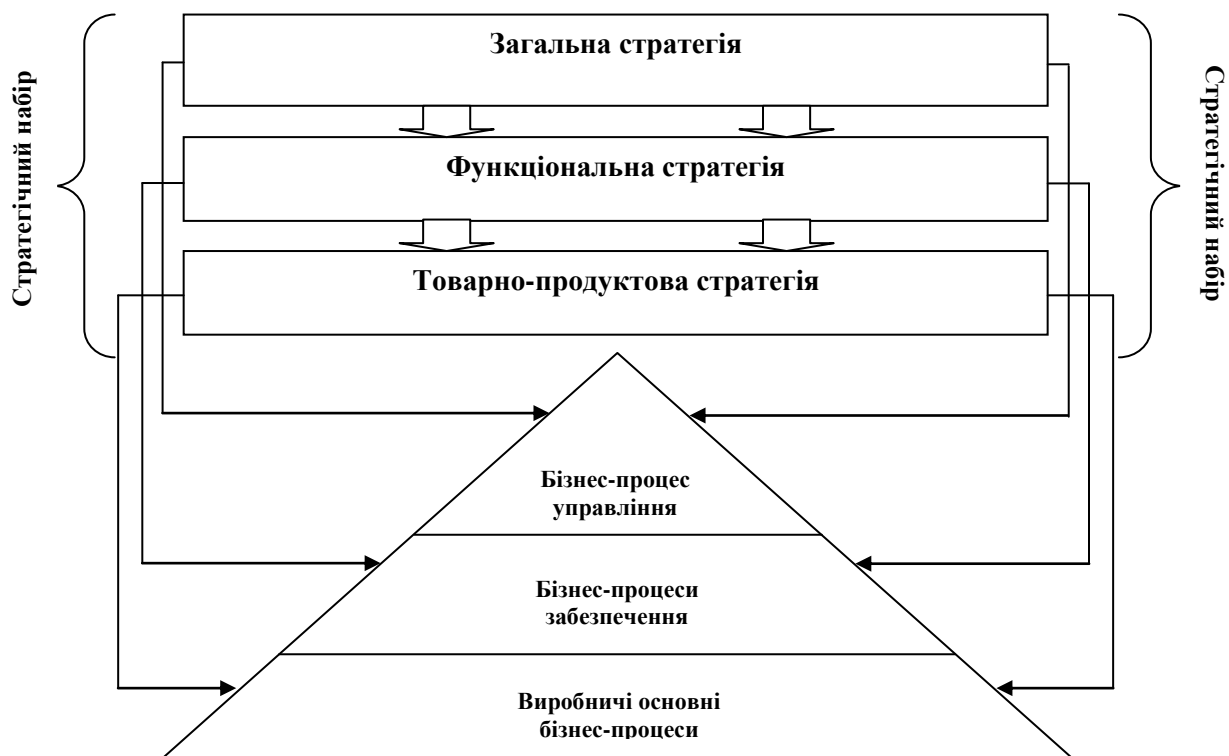 Загальна стратегія
Функціональна стратегія
Товарно-продуктова стратегія
Стратегічний набір
Стратегічний набір
Бізнес-процес
управління
Бізнес-процеси
забезпечення
Виробничі основні
бізнес-процеси